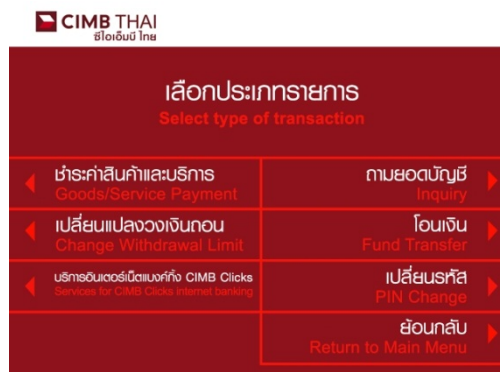 CIMB THAI
ซีไอเอ็มบี ไทย
เลือกประเภทรายการ
Select type of transaction
ชำระค่าสินค้าและบริการ
Goods/Service Payment
ถามยอดบัญชี
Inquiry
เปลี่ยนแปลงวงเงินถอน
Change Withdrawal Limit
โอนเงิน
Fund Transfer
บริการอินเตอร์เน็ตแบงค์กิ้ง CIMB Clicks
Services for CIMB Clicks internet banking
เปลี่ยนรหัส
PIN Change
ย้อนกลับ
Return to Main Menu